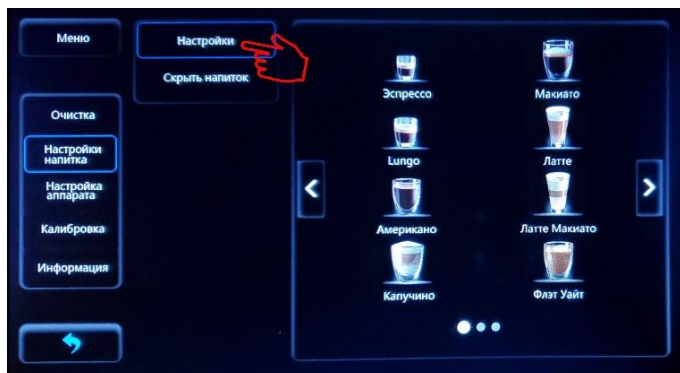 Меню
Настройки
Скрыть напиток
Очистка
Настройки
напитка
Настройка
аппарата
Калибровка
Информация
Эспрессо
Макиато
Lungo
Латте
Американо
Латте Макиато
Капучино
Флэт Уайт